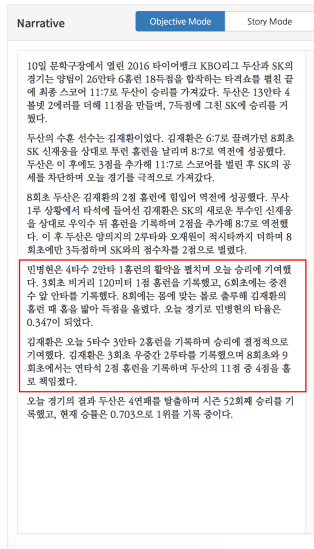 Narrative
Objective Mode
Story Mode
10일 문학구장에서 열린 2016 타이어뱅크 KBO리그 두산과 SK의
경기는 양팀이 26안타 6홈런 18득점을 합작하는 타격쇼를 펼친 끝
에 최종 스코어 11:7로 두산이 승리를 가져갔다. 두산은 13안타 4
볼넷 2에러를 더해 11점을 만들며, 7득점에 그친 SK에 승리를 거
뒀다.
두산의 수훈 선수는 김재환이었다. 김재환은 6:7로 끌려가던 8회초
SK 신재웅을 상대로 투런 홈런을 날리며 8:7로 역전에 성공했다.
두산은 이 후에도 3점을 추가해 11:7로 스코어를 벌린 후 SK의 공
세를 차단하며 오늘 경기를 극적으로 가져갔다.
8회초 두산은 김재환의 2점 홈런에 힘입어 역전에 성공했다. 무사
1루 상황에서 타석에 들어선 김재환은 SK의 새로운 투수인 신재웅
을 상대로 우익수 뒤 홈런을 기록하며 2점을 추가해 8:7로 역전했
다. 이 후 두산은 양의지의 2루타와 오재원이 적시타까지 더하며 8
회초에만 3득점하며 SK와의 점수차를 2점으로 벌렸다.
민병헌은 4타수 2안타 1홈런의 활약을 펼치며 오늘 승리에 기여했
다. 3회초 비거리 120미터 1점 홈런을 기록했고, 6회초에는 중견
수 앞 안타를 기록했다. 8회에는 몸에 맞는 볼로 출루해 김재환의
홈런 때 홈을 밟아 득점을 올렸다. 오늘 경기로 민병헌의 타율은
0.347이 되었다.
김재환은 오늘 5타수 3안타 2홈런을 기록하며 승리에 결정적으로
기여했다. 김재환은 3회초 우중간 2루타를 기록했으며 8회초와 9
회초에서는 연타석 2점 홈런을 기록하며 두산의 11점 중 4점을 홀
로 책임졌다.
오늘 경기의 결과 두산은 4연패를 탈출하며 시즌 52회째 승리를 기
록했고, 현재 승률은 0.703으로 1위를 기록 중이다.